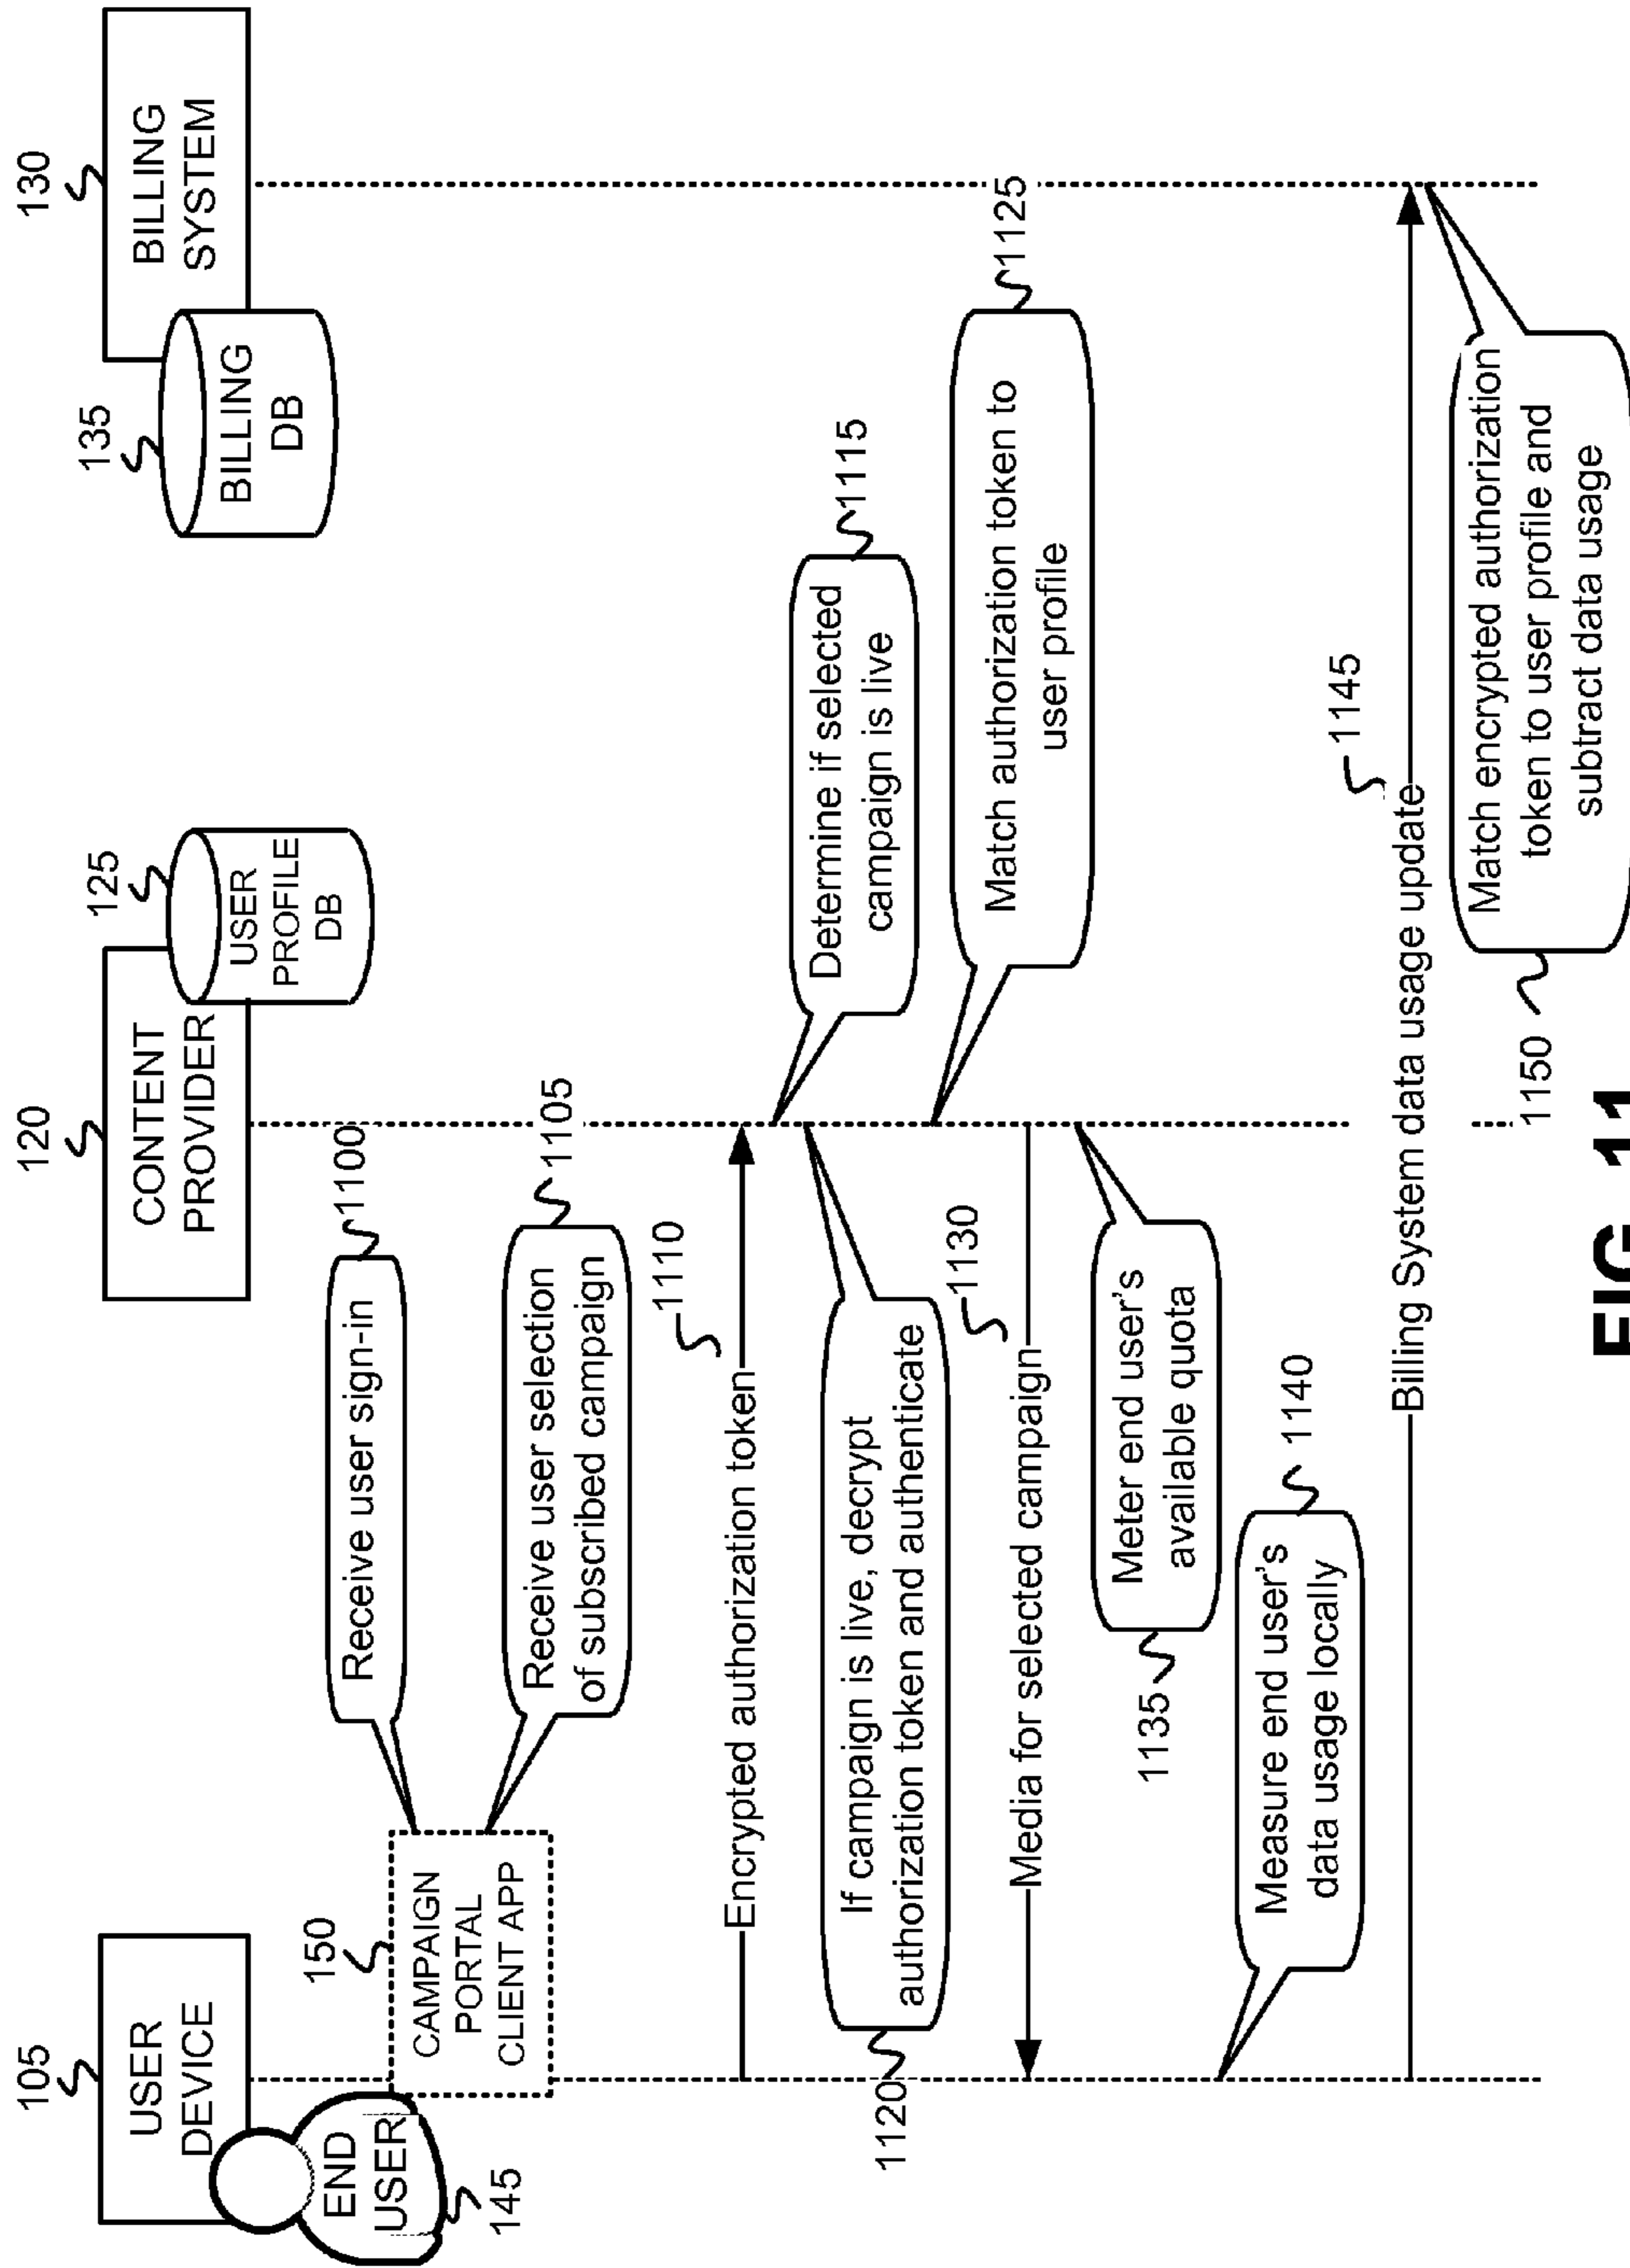 105
USER
DEVICE
END
USER
145
120
CONTENT
PROVIDER
125
USER
PROFILE
DB
135
BILLING
DB
130
BILLING
SYSTEM
150
CAMPAIGN
PORTAL
CLIENT APP
Receive user sign-in
1100
Receive user selection
of subscribed campaign
1105
Encrypted authorization token
1110
Determine if selected
campaign is live
1115
If campaign is live, decrypt
authorization token and authenticate
1120
Match authorization token to
user profile
1125
Media for selected campaign
1130
Meter end user's
available quota
1135
Measure end user's
data usage locally
1140
Billing System data usage update
1145
Match encrypted authorization
token to user profile and
subtract data usage
1150
FIG. 11